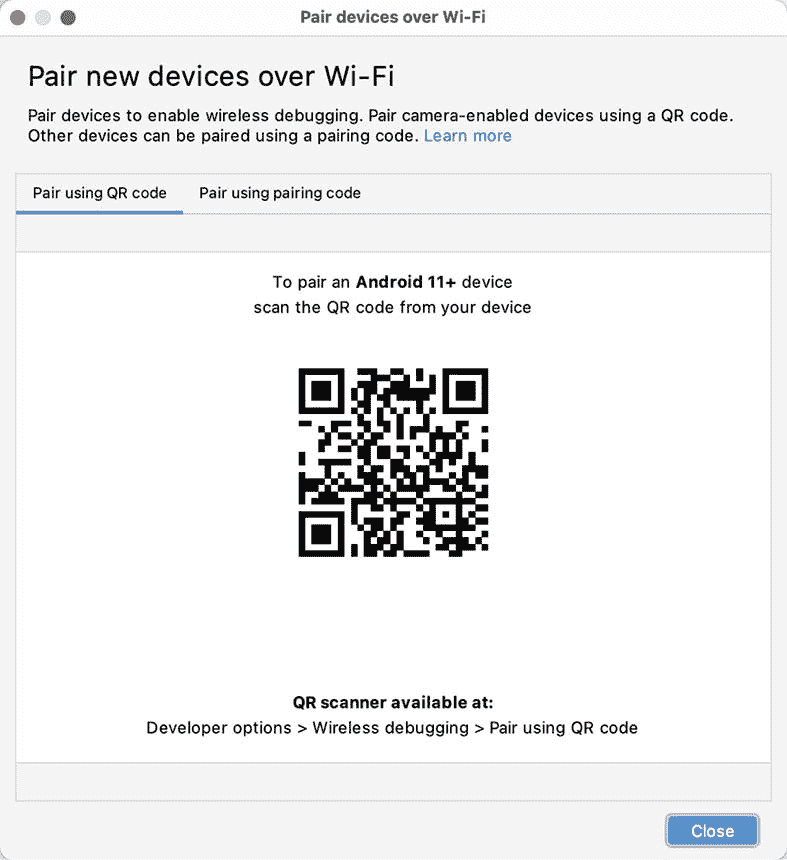 Pair devices over Wi-Fi
Pair new devices over Wi-Fi
Pair devices to enable wireless debugging. Pair camera-enabled devices using a QR code.
Other devices can be paired using a pairing code. Learn more
Pair using QR code
Pair using pairing code
To pair an Android 11+ device
scan the QR code from your device
QR scanner available at:
Developer options > Wireless debugging > Pair using QR code
Close